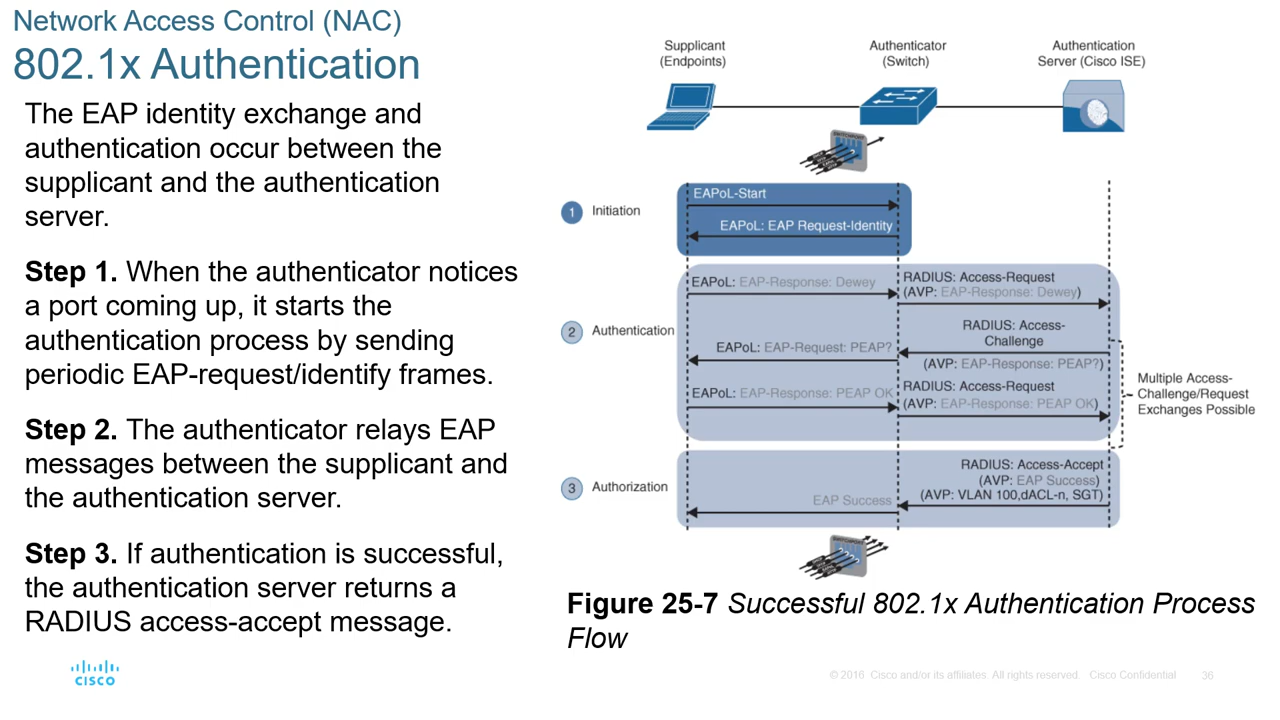 Network Access Control (NAC)
802.1x Authentication
The EAP identity exchange and
authentication occur between the
supplicant and the authentication
server.
Step 1. When the authenticator notices
a port coming up, it starts the
authentication process by sending
periodic EAP-request/identify frames.
Step 2. The authenticator relays EAP
messages between the supplicant and
the authentication server.
Step 3. If authentication is successful,
the authentication server returns a
RADIUS access-accept message.
Supplicant
(Endpoints)
Authenticator
(Switch)
Authentication
Server (Cisco ISE)
1 Initiation
EAPoL-Start
EAPoL: EAP Request-Identity
2 Authentication
EAPoL: EAP-Response: Dewey
RADIUS: Access-Request
(AVP: EAP-Response: Dewey)
RADIUS: Access-
Challenge
(AVP: EAP-Response: PEAP?)
EAPoL: EAP-Request: PEAP?
EAPoL: EAP-Response: PEAP OK
RADIUS: Access-Request
(AVP: EAP-Response: PEAP OK)
Multiple Access-
Challenge/Request
Exchanges Possible
3 Authorization
RADIUS: Access-Accept
(AVP: EAP Success)
(AVP: VLAN 100,dACL-n, SGT)
EAP Success
Figure 25-7 Successful 802.1x Authentication Process
Flow
CISCO
© 2016 Cisco and/or its affiliates. All rights reserved. Cisco Confidential 36